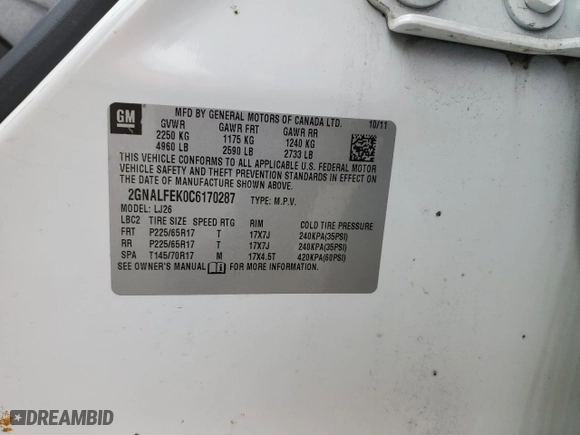 GM
MFD BY GENERAL MOTORS OF CANADA LTD. 10/11
GVWR GAWR FRT GAWR RR
2250 KG 1175 KG 1240 KG
4960 LB 2590 LB 2733 LB
THIS VEHICLE CONFORMS TO ALL APPLICABLE U.S. FEDERAL MOTOR
VEHICLE SAFETY, BUMPER, AND THEFT PREVENTION STANDARDS IN
EFFECT ON THE DATE OF MANUFACTURE SHOWN ABOVE.
2GNALFEK0C6170287 TYPE: M.P.V.
MODEL: LJ26
LBC2 TIRE SIZE SPEED RTG RIM COLD TIRE PRESSURE
FRT P225/65R17 T 17X7J 240KPA(35PSI)
RR P225/65R17 T 17X7J 240KPA(35PSI)
SPA T145/70R17 M 17X4.5T 420KPA(60PSI)
SEE OWNER'S MANUAL FOR MORE INFORMATION.
DREAMBID